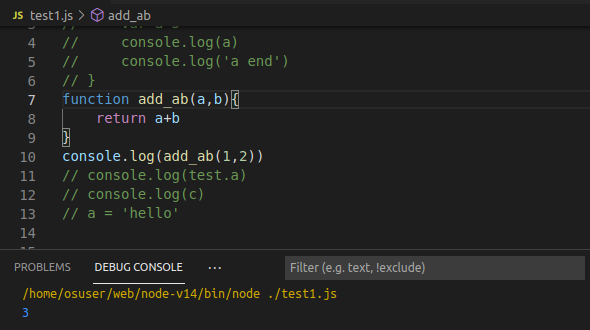 JS test1.js > add_ab
4 //     console.log(a)
5 //     console.log('a end')
6 // }
7 function add_ab(a,b){
8     return a+b
9 }
10 console.log(add_ab(1,2))
11 // console.log(test.a)
12 // console.log(c)
13 // a = 'hello'
14
PROBLEMS DEBUG CONSOLE ··· Filter (e.g. text, !exclude)
/home/osuser/web/node-v14/bin/node ./test1.js
3